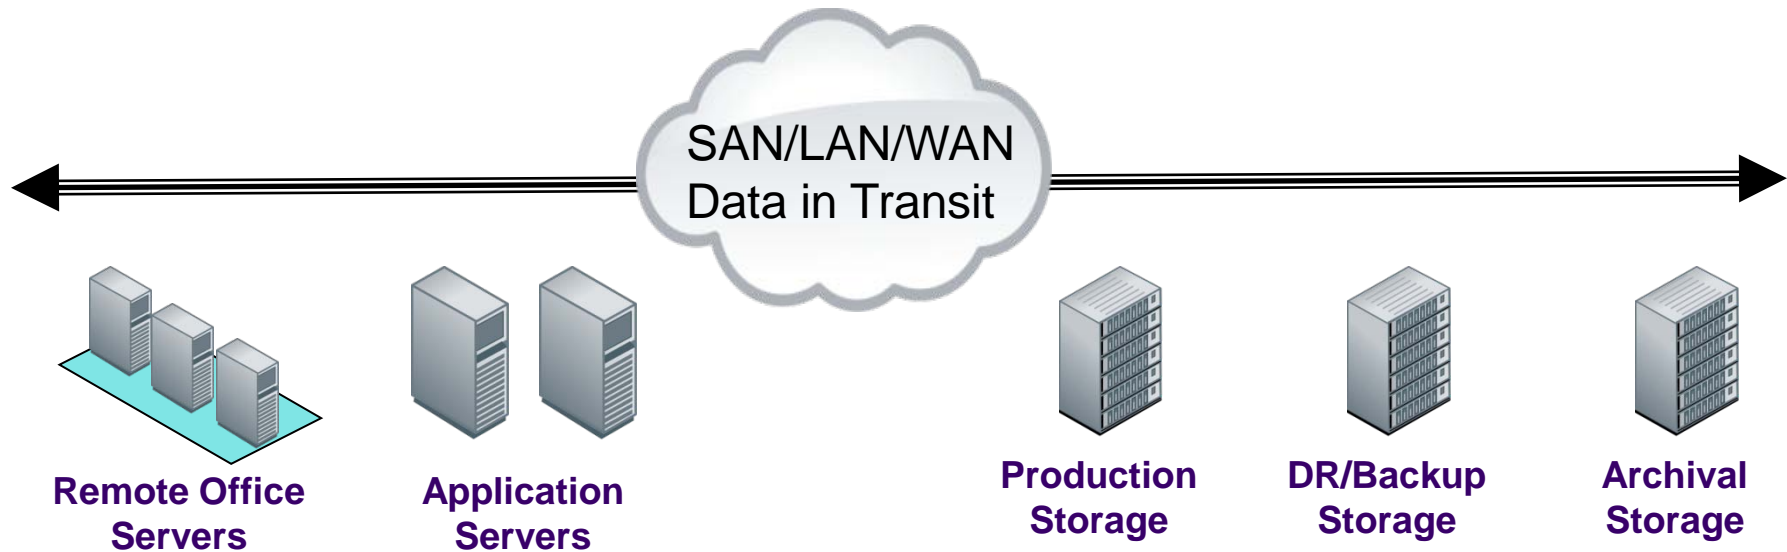 SAN/LAN/WAN
Data in Transit
Remote Office
Servers
Application
Servers
Production
Storage
DR/Backup
Storage
Archival
Storage